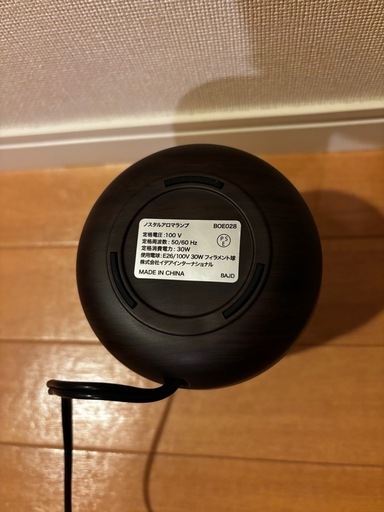 ノスタルアロマランプ BOE028
定格電圧：100 V
定格周波数：50/60 Hz
定格消費電力：30W
使用電球：E26/100V 30W フィラメント球
株式会社イデアインターナショナル
MADE IN CHINA 8AJD